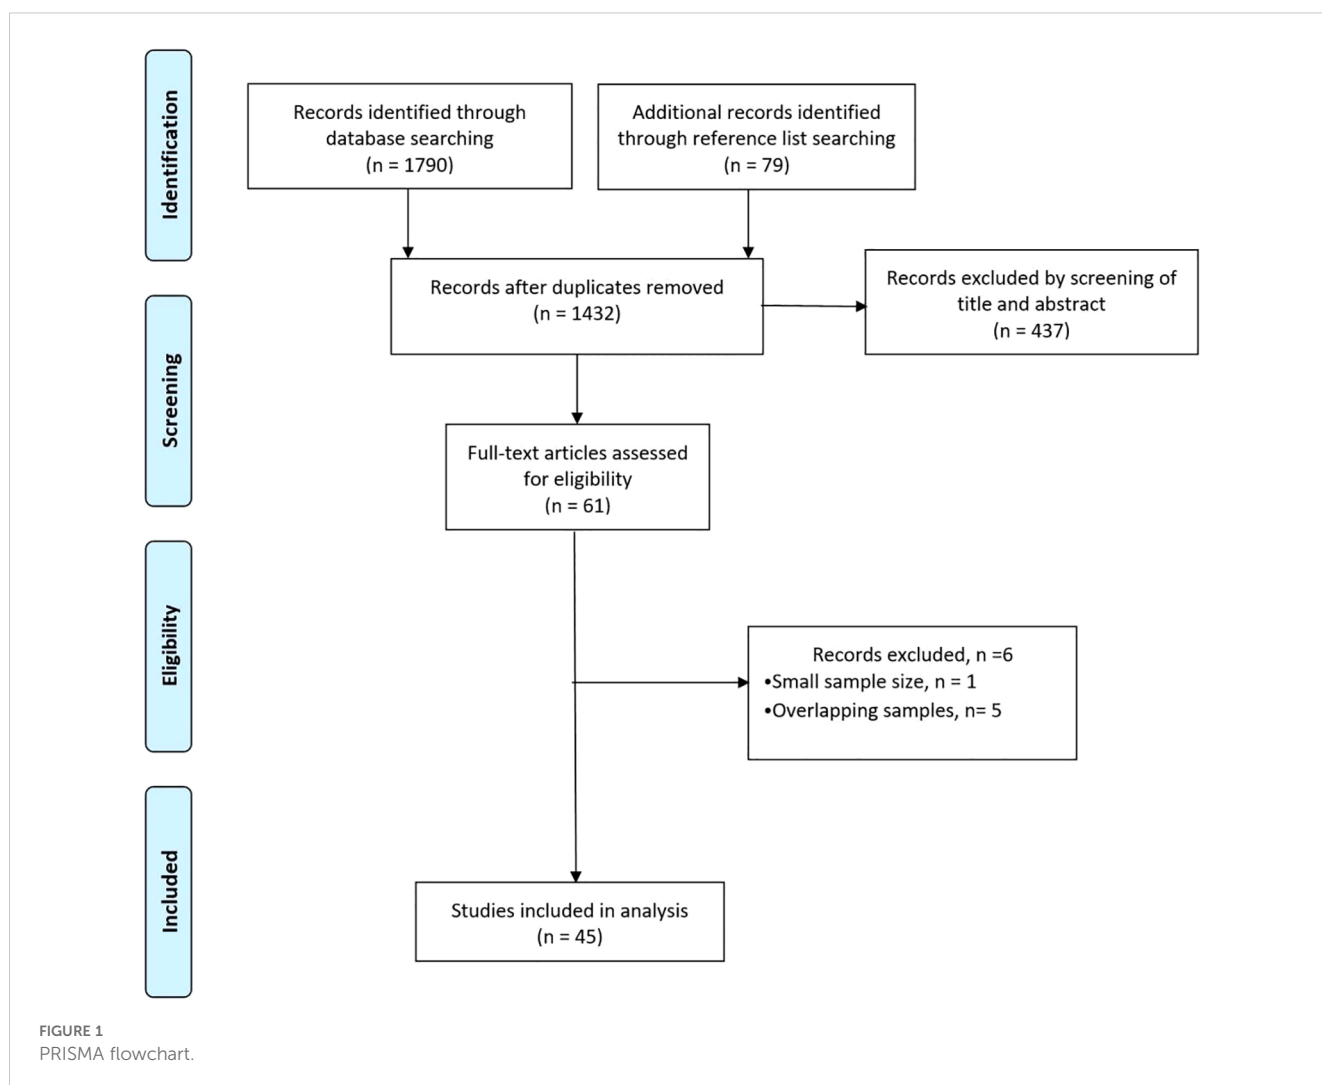 Identification
Records identified through
database searching
(n = 1790)
Additional records identified
through reference list searching
(n = 79)
Records after duplicates removed
(n = 1432)
Records excluded by screening of
title and abstract
(n = 437)
Screening
Full-text articles assessed
for eligibility
(n = 61)
Eligibility
Records excluded, n =6
•Small sample size, n = 1
•Overlapping samples, n= 5
Included
Studies included in analysis
(n = 45)
FIGURE 1
PRISMA flowchart.